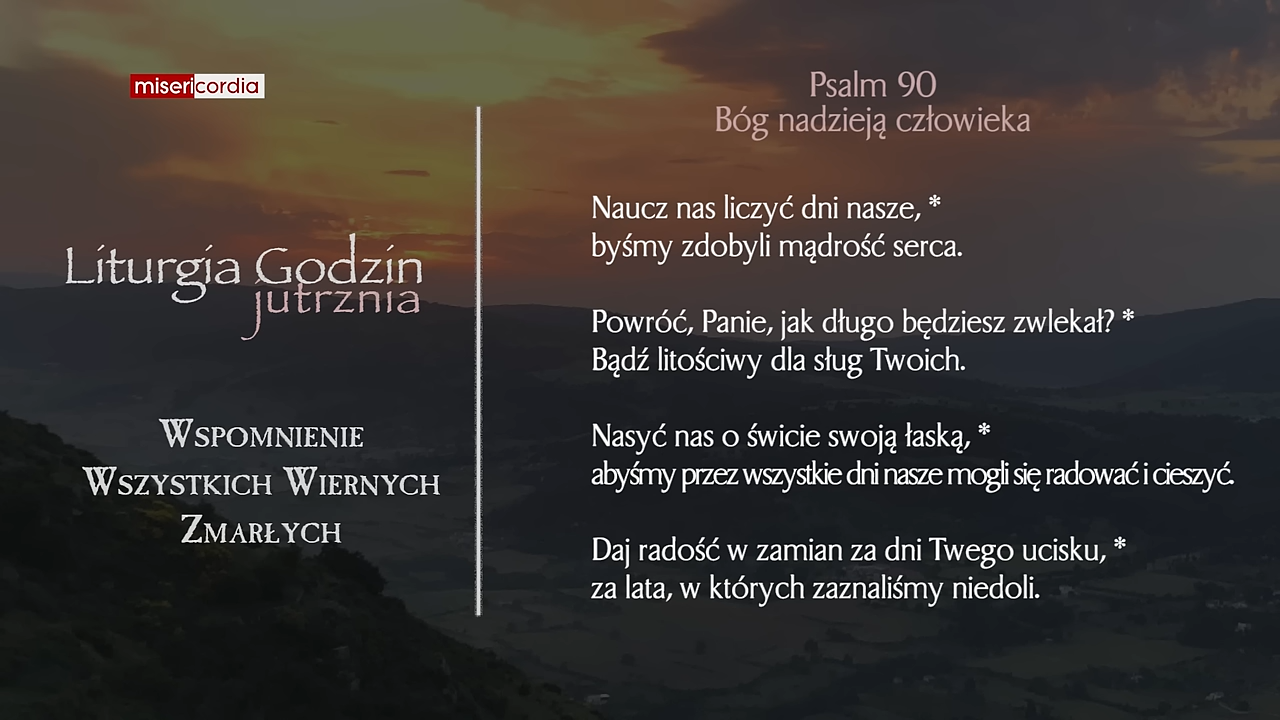 misericordia
Liturgia Godzin
jutrznia
Wspomnienie
Wszystkich Wiernych
Zmarłych
Psalm 90
Bóg nadzieją człowieka
Naucz nas liczyć dni nasze, *
byśmy zdobyli mądrość serca.
Powróć, Panie, jak długo będziesz zwlekał? *
Bądź litościwy dla sług Twoich.
Nasyć nas o świcie swoją łaską, *
abyśmy przez wszystkie dni nasze mogli się radować i cieszyć.
Daj radość w zamian za dni Twego ucisku, *
za lata, w których zaznaliśmy niedoli.